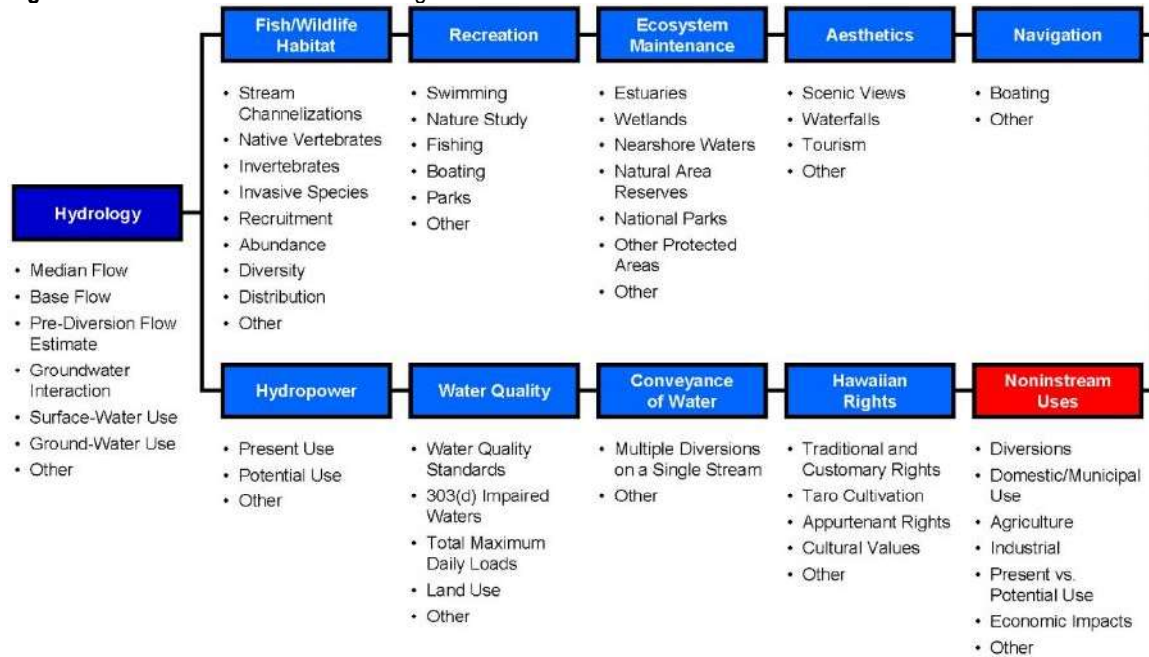 Fish/Wildlife
Habitat
Recreation
Ecosystem
Maintenance
Aesthetics
Navigation
• Stream
Channelizations
• Native Vertebrates
• Invertebrates
• Invasive Species
• Recruitment
• Abundance
• Diversity
• Distribution
• Other
• Swimming
• Nature Study
• Fishing
• Boating
• Parks
• Other
• Estuaries
• Wetlands
• Nearshore Waters
• Natural Area
Reserves
• National Parks
• Other Protected
Areas
• Other
• Scenic Views
• Waterfalls
• Tourism
• Other
• Boating
• Other
Hydrology
• Median Flow
• Base Flow
• Pre-Diversion Flow
Estimate
• Groundwater
Interaction
• Surface-Water Use
• Ground-Water Use
• Other
Hydropower
Water Quality
Conveyance
of Water
Hawaiian
Rights
Noninstream
Uses
• Present Use
• Potential Use
• Other
• Water Quality
Standards
• 303(d) Impaired
Waters
• Total Maximum
Daily Loads
• Land Use
• Other
• Multiple Diversions
on a Single Stream
• Other
• Traditional and
Customary Rights
• Taro Cultivation
• Appurtenant Rights
• Cultural Values
• Other
• Diversions
• Domestic/Municipal
Use
• Agriculture
• Industrial
• Present vs.
Potential Use
• Economic Impacts
• Other